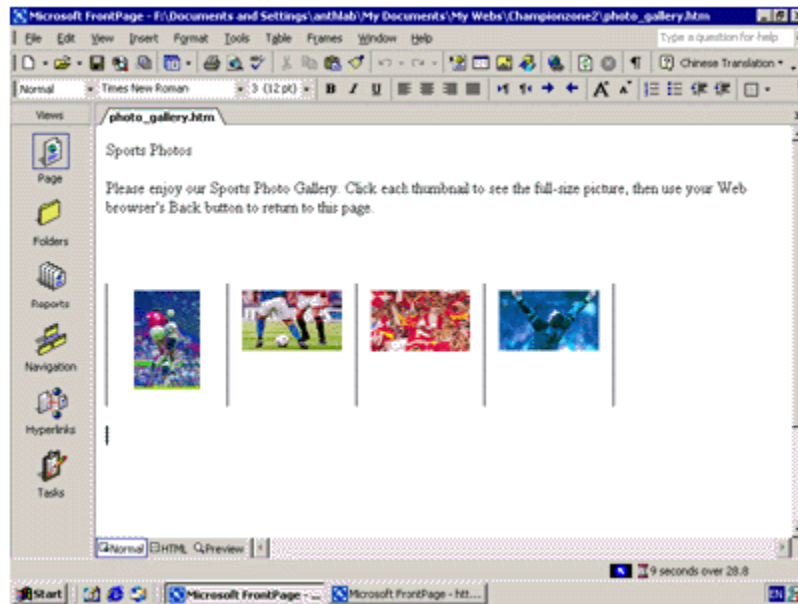 Microsoft FrontPage - F:\Documents and Settings\anthlab\My Documents\My Webs\Championzone2\photo_gallery.htm
File Edit View Insert Format Tools Table Frames Window Help
Type a question for help
Chinese Translation
Normal Times New Roman 3 (12 pt) B I U A A
Views
photo_gallery.htm
Sports Photos
Page
Please enjoy our Sports Photo Gallery. Click each thumbnail to see the full-size picture, then use your Web
browser's Back button to return to this page.
Folders
Reports
Navigation
Hyperlinks
Tasks
Normal HTML Preview
9 seconds over 28.8
Start Microsoft FrontPage - ... Microsoft FrontPage - htt... EN